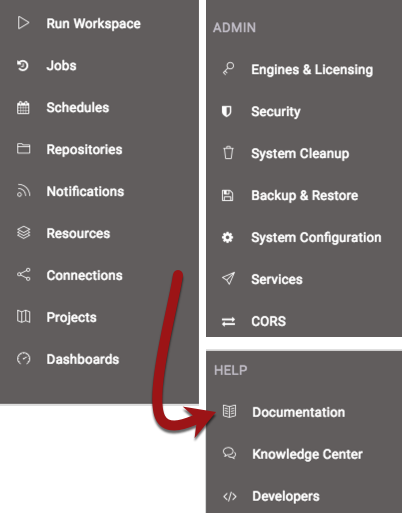 Run Workspace
Jobs
Schedules
Repositories
Notifications
Resources
Connections
Projects
Dashboards
ADMIN
Engines & Licensing
Security
System Cleanup
Backup & Restore
System Configuration
Services
CORS
HELP
Documentation
Knowledge Center
Developers